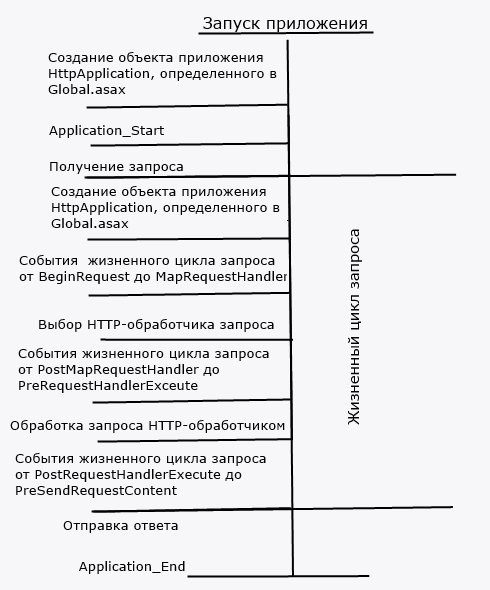 Запуск приложения
Создание объекта приложения
HttpApplication, определенного в
Global.asax
Application_Start
Получение запроса
Создание объекта приложения
HttpApplication, определенного в
Global.asax
События жизненного цикла запроса
от BeginRequest до MapRequestHandler
Выбор HTTP-обработчика запроса
События жизненного цикла запроса
от PostMapRequestHandler до
PreRequestHandlerExceute
Обработка запроса HTTP-обработчиком
События жизненного цикла запроса
от PostRequestHandlerExecute до
PreSendRequestContent
Отправка ответа
Application_End
Жизненный цикл запроса